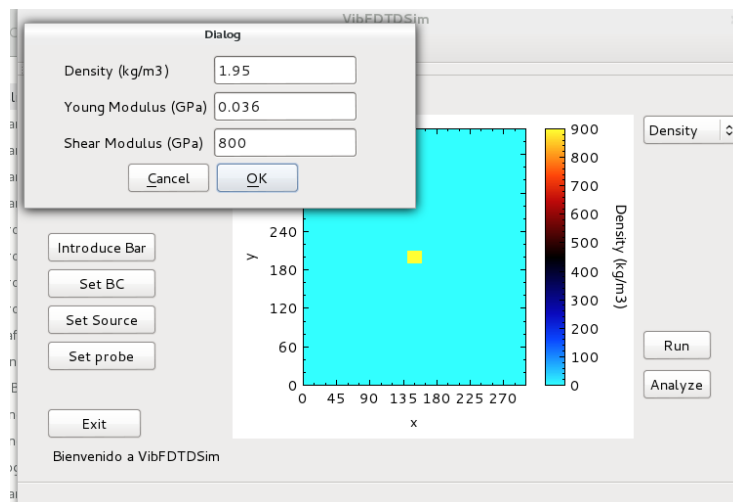 VibFDTDSim
Dialog
Density (kg/m3) 1.95
Young Modulus (GPa) 0.036
Shear Modulus (GPa) 800
Cancel OK
Density
Introduce Bar
Set BC
Set Source
Set probe
Exit
Bienvenido a VibFDTDSim
240
180
120
60
0
y
0 45 90 135 180 225 270
x
900
800
700
600
500
400
300
200
100
0
Density (kg/m3)
Run
Analyze